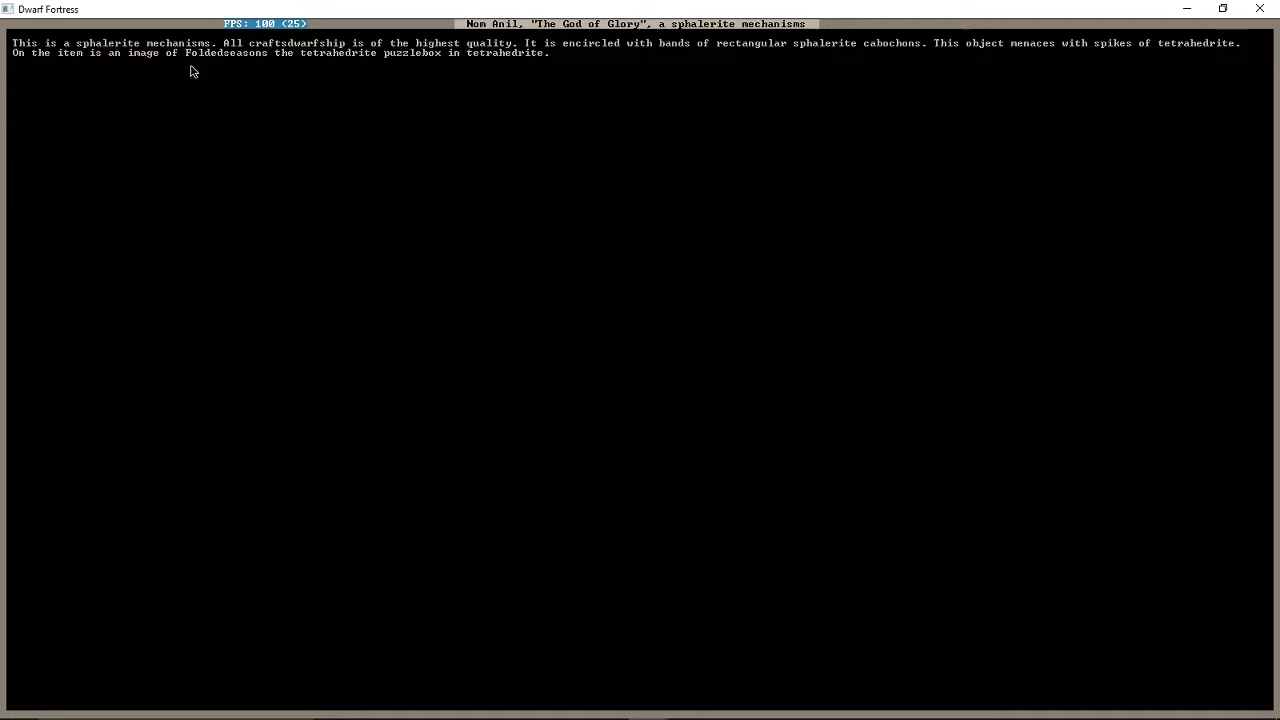 Dwarf Fortress
FPS: 100 (25)
Nom Anil, "The God of Glory", a sphalerite mechanisms
This is a sphalerite mechanisms. All craftsdwarfship is of the highest quality. It is encircled with bands of rectangular sphalerite cabochons. This object menaces with spikes of tetrahedrite.
On the item is an image of Foldedseasons the tetrahedrite puzzlebox in tetrahedrite.